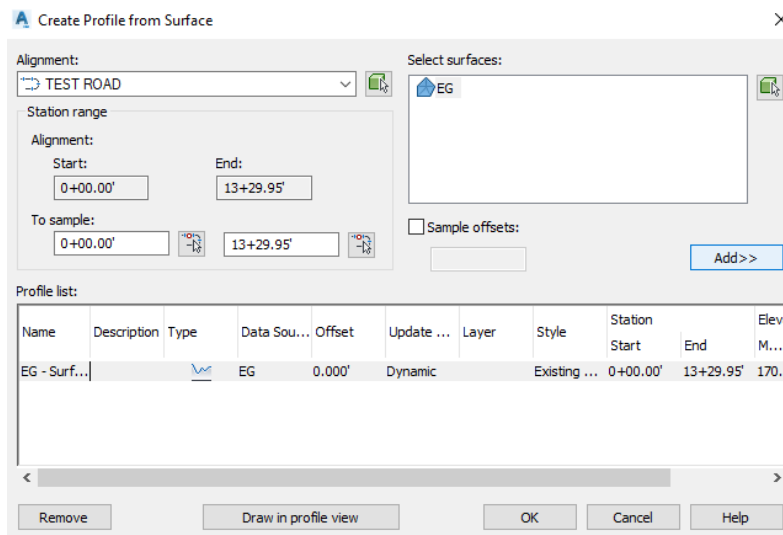 Create Profile from Surface
Alignment:
TEST ROAD
Select surfaces:
EG
Station range
Alignment:
Start: End:
0+00.00' 13+29.95'
To sample:
0+00.00' 13+29.95'
Sample offsets:
Add>>
Profile list:
Name Description Type Data Sou... Offset Update ... Layer Style Station Elev
Start End M...
EG - Surf... EG 0.000' Dynamic Existing ... 0+00.00' 13+29.95' 170.
Remove Draw in profile view OK Cancel Help